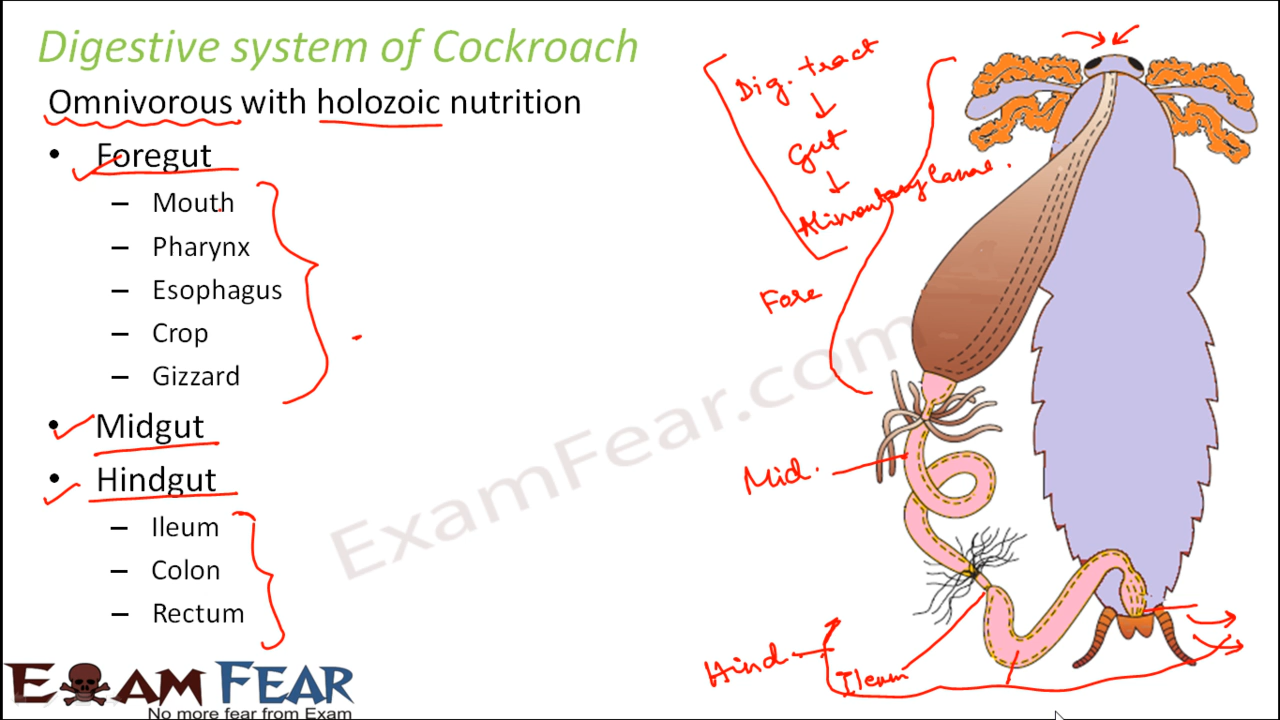 Digestive system of Cockroach
Omnivorous with holozoic nutrition
• Foregut
– Mouth
– Pharynx
– Esophagus
– Crop
– Gizzard
• Midgut
• Hindgut
– Ileum
– Colon
– Rectum
Dig. tract
Gut
Alimentary Canal.
Fore
Mid.
Hind.
Ileum
ExamFear.com
EXAM FEAR
No more fear from Exam